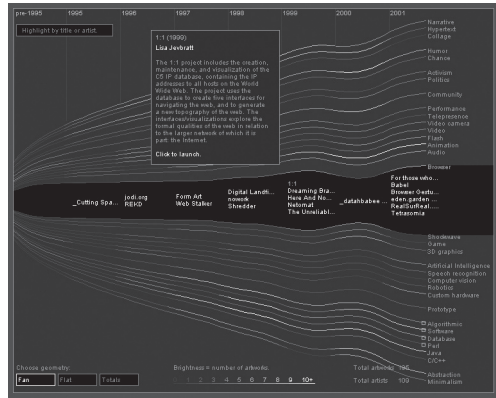 pre-1995 1995 1996 1997 1998 1999 2000 2001
Highlight by title or artist.
1:1 (1999)
Lisa Jevbratt
The 1:1 project includes the creation,
maintenance, and visualization of the
C5 IP database, containing the IP
addresses to all hosts on the World
Wide Web. The project uses the
database to create five interfaces for
navigating the web, and to generate
a new topography of the web. The
interfaces/visualizations explore the
formal qualities of the web in relation
to the larger network of which it is
part: the Internet.
Click to launch.
Narrative
Hypertext
Collage
Humor
Chance
Activism
Politics
Community
Performance
Telepresence
Video camera
Video
Flash
Animation
Audio
Browser
_Cutting Spa...
jodi.org
REKD
Form Art
Web Stalker
Digital Landfi...
nowork
Shredder
1:1
Dreaming Bra...
Here And No...
Netomat
The Unreliabl...
_datahbabee ...
For those who...
Babel
Browser Gestu...
eden.garden ...
RealSurReal...
Tetrasomia
Shockwave
Game
3D graphics
Artificial Intelligence
Speech recognition
Computer vision
Robotics
Custom hardware
Prototype
Algorithmic
Software
Database
Java
C/C++
Abstraction
Minimalism
Choose geometry:
Fan Flat Totals
Brightness = number of artworks.
1 2 3 4 5 6 7 8 9 10+
Total artworks
Total artists